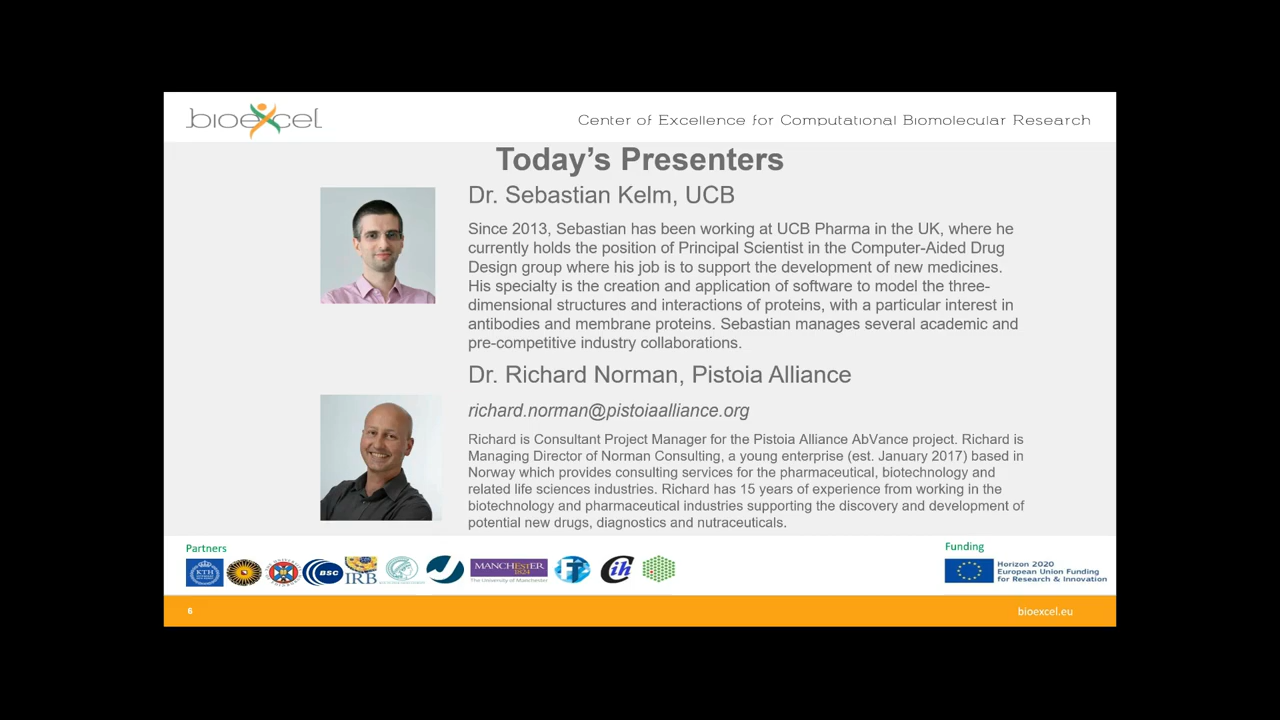 bioexcel
Center of Excellence for Computational Biomolecular Research
Today's Presenters
Dr. Sebastian Kelm, UCB
Since 2013, Sebastian has been working at UCB Pharma in the UK, where he
currently holds the position of Principal Scientist in the Computer-Aided Drug
Design group where his job is to support the development of new medicines.
His specialty is the creation and application of software to model the three-
dimensional structures and interactions of proteins, with a particular interest in
antibodies and membrane proteins. Sebastian manages several academic and
pre-competitive industry collaborations.
Dr. Richard Norman, Pistoia Alliance
richard.norman@pistoiaalliance.org
Richard is Consultant Project Manager for the Pistoia Alliance AbVance project. Richard is
Managing Director of Norman Consulting, a young enterprise (est. January 2017) based in
Norway which provides consulting services for the pharmaceutical, biotechnology and
related life sciences industries. Richard has 15 years of experience from working in the
biotechnology and pharmaceutical industries supporting the discovery and development of
potential new drugs, diagnostics and nutraceuticals.
Partners
KTH
BSC
IRB
MANCHESTER
1824
The University of Manchester
ih
Funding
Horizon 2020
European Union Funding
for Research & Innovation
6
bioexcel.eu